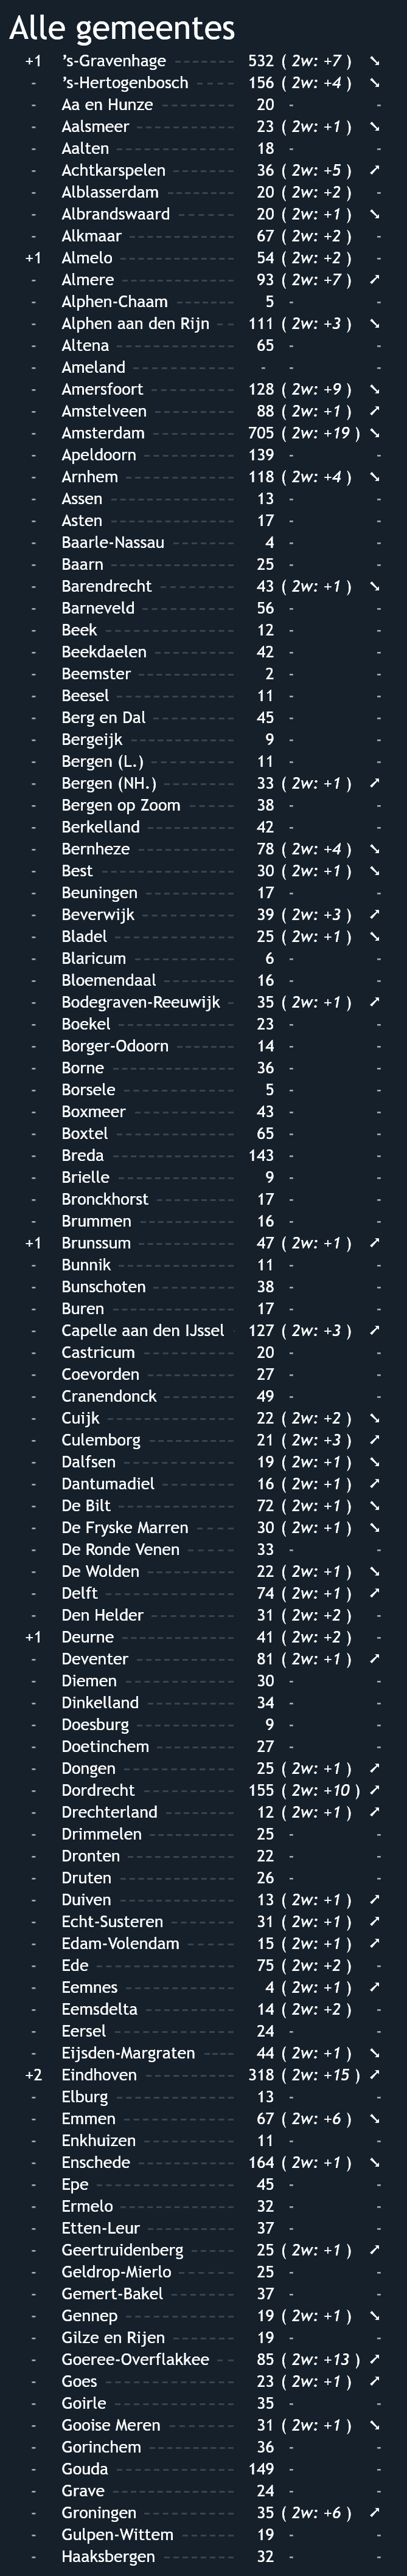 Alle gemeentes
+1 's-Gravenhage 532 ( 2w: +7 ) ➘
- 's-Hertogenbosch 156 ( 2w: +4 ) ➘
- Aa en Hunze 20 - -
- Aalsmeer 23 ( 2w: +1 ) ➘
- Aalten 18 - -
- Achtkarspelen 36 ( 2w: +5 ) ➚
- Alblasserdam 20 ( 2w: +2 ) -
- Albrandswaard 20 ( 2w: +1 ) ➘
- Alkmaar 67 ( 2w: +2 ) -
+1 Almelo 54 ( 2w: +2 ) -
- Almere 93 ( 2w: +7 ) ➚
- Alphen-Chaam 5 - -
- Alphen aan den Rijn 111 ( 2w: +3 ) ➘
- Altena 65 - -
- Ameland - - -
- Amersfoort 128 ( 2w: +9 ) ➘
- Amstelveen 88 ( 2w: +1 ) ➚
- Amsterdam 705 ( 2w: +19 ) ➘
- Apeldoorn 139 - -
- Arnhem 118 ( 2w: +4 ) ➘
- Assen 13 - -
- Asten 17 - -
- Baarle-Nassau 4 - -
- Baarn 25 - -
- Barendrecht 43 ( 2w: +1 ) ➘
- Barneveld 56 - -
- Beek 12 - -
- Beekdaelen 42 - -
- Beemster 2 - -
- Beesel 11 - -
- Berg en Dal 45 - -
- Bergeijk 9 - -
- Bergen (L.) 11 - -
- Bergen (NH.) 33 ( 2w: +1 ) ➚
- Bergen op Zoom 38 - -
- Berkelland 42 - -
- Bernheze 78 ( 2w: +4 ) ➘
- Best 30 ( 2w: +1 ) ➘
- Beuningen 17 - -
- Beverwijk 39 ( 2w: +3 ) ➚
- Bladel 25 ( 2w: +1 ) ➘
- Blaricum 6 - -
- Bloemendaal 16 - -
- Bodegraven-Reeuwijk 35 ( 2w: +1 ) ➚
- Boekel 23 - -
- Borger-Odoorn 14 - -
- Borne 36 - -
- Borsele 5 - -
- Boxmeer 43 - -
- Boxtel 65 - -
- Breda 143 - -
- Brielle 9 - -
- Bronckhorst 17 - -
- Brummen 16 - -
+1 Brunssum 47 ( 2w: +1 ) ➚
- Bunnik 11 - -
- Bunschoten 38 - -
- Buren 17 - -
- Capelle aan den IJssel 127 ( 2w: +3 ) ➚
- Castricum 20 - -
- Coevorden 27 - -
- Cranendonck 49 - -
- Cuijk 22 ( 2w: +2 ) ➘
- Culemborg 21 ( 2w: +3 ) ➚
- Dalfsen 19 ( 2w: +1 ) ➘
- Dantumadiel 16 ( 2w: +1 ) ➚
- De Bilt 72 ( 2w: +1 ) ➘
- De Fryske Marren 30 ( 2w: +1 ) ➘
- De Ronde Venen 33 - -
- De Wolden 22 ( 2w: +1 ) ➘
- Delft 74 ( 2w: +1 ) ➚
- Den Helder 31 ( 2w: +2 ) -
+1 Deurne 41 ( 2w: +2 ) -
- Deventer 81 ( 2w: +1 ) ➚
- Diemen 30 - -
- Dinkelland 34 - -
- Doesburg 9 - -
- Doetinchem 27 - -
- Dongen 25 ( 2w: +1 ) ➚
- Dordrecht 155 ( 2w: +10 ) ➚
- Drechterland 12 ( 2w: +1 ) ➚
- Drimmelen 25 - -
- Dronten 22 - -
- Druten 26 - -
- Duiven 13 ( 2w: +1 ) ➚
- Echt-Susteren 31 ( 2w: +1 ) ➚
- Edam-Volendam 15 ( 2w: +1 ) ➚
- Ede 75 ( 2w: +2 ) -
- Eemnes 4 ( 2w: +1 ) ➚
- Eemsdelta 14 ( 2w: +2 ) -
- Eersel 24 - -
- Eijsden-Margraten 44 ( 2w: +1 ) ➘
+2 Eindhoven 318 ( 2w: +15 ) ➚
- Elburg 13 - -
- Emmen 67 ( 2w: +6 ) ➘
- Enkhuizen 11 - -
- Enschede 164 ( 2w: +1 ) ➘
- Epe 45 - -
- Ermelo 32 - -
- Etten-Leur 37 - -
- Geertruidenberg 25 ( 2w: +1 ) ➚
- Geldrop-Mierlo 25 - -
- Gemert-Bakel 37 - -
- Gennep 19 ( 2w: +1 ) ➘
- Gilze en Rijen 19 - -
- Goeree-Overflakkee 85 ( 2w: +13 ) ➚
- Goes 23 ( 2w: +1 ) ➚
- Goirle 35 - -
- Gooise Meren 31 ( 2w: +1 ) ➘
- Gorinchem 36 - -
- Gouda 149 - -
- Grave 24 - -
- Groningen 35 ( 2w: +6 ) ➚
- Gulpen-Wittem 19 - -
- Haaksbergen 32 - -